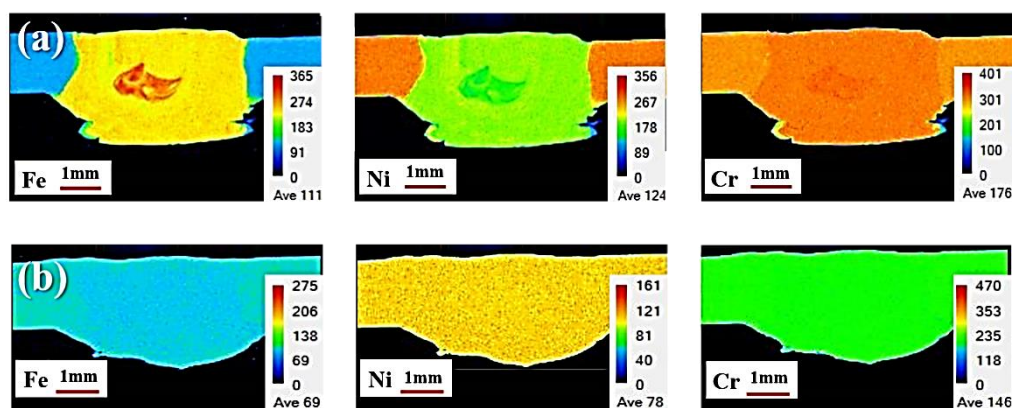 (a)
365
274
183
91
0
Fe 1mm
Ave 111
356
267
178
89
0
Ni 1mm
Ave 124
401
301
201
100
0
Cr 1mm
Ave 176
(b)
275
206
138
69
0
Fe 1mm
Ave 69
161
121
81
40
0
Ni 1mm
Ave 78
470
353
235
118
0
Cr 1mm
Ave 146